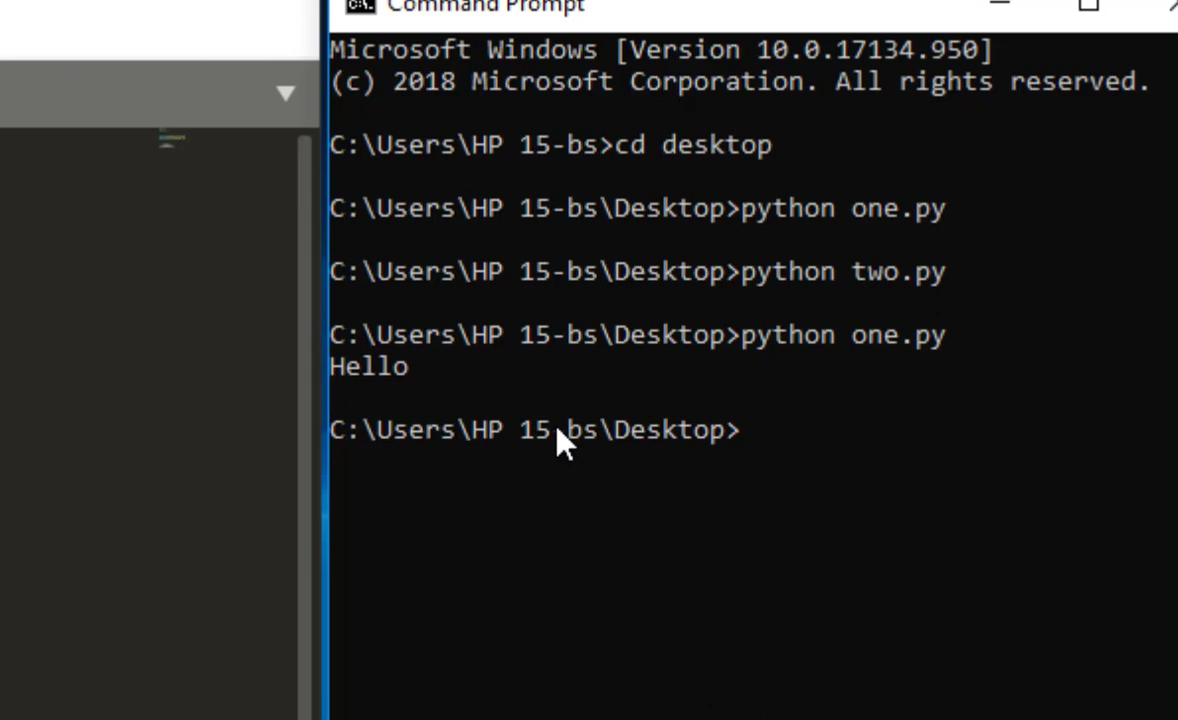 Command Prompt
Microsoft Windows [Version 10.0.17134.950]
(c) 2018 Microsoft Corporation. All rights reserved.
C:\Users\HP 15-bs>cd desktop
C:\Users\HP 15-bs\Desktop>python one.py
C:\Users\HP 15-bs\Desktop>python two.py
C:\Users\HP 15-bs\Desktop>python one.py
Hello
C:\Users\HP 15-bs\Desktop>